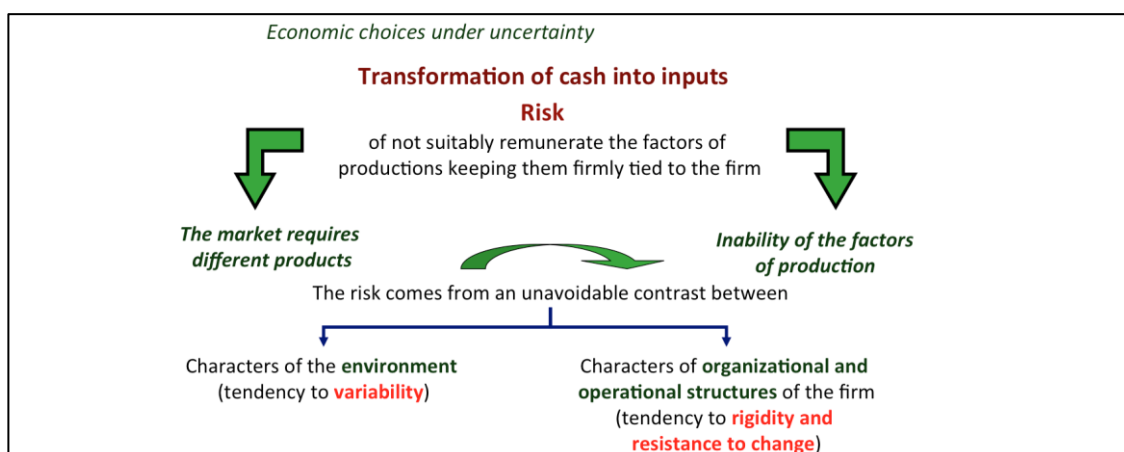 Economic choices under uncertainty
Transformation of cash into inputs
Risk
of not suitably remunerate the factors of
productions keeping them firmly tied to the firm
The market requires
different products
Inability of the factors
of production
The risk comes from an unavoidable contrast between
Characters of the environment
(tendency to variability)
Characters of organizational and
operational structures of the firm
(tendency to rigidity and
resistance to change)